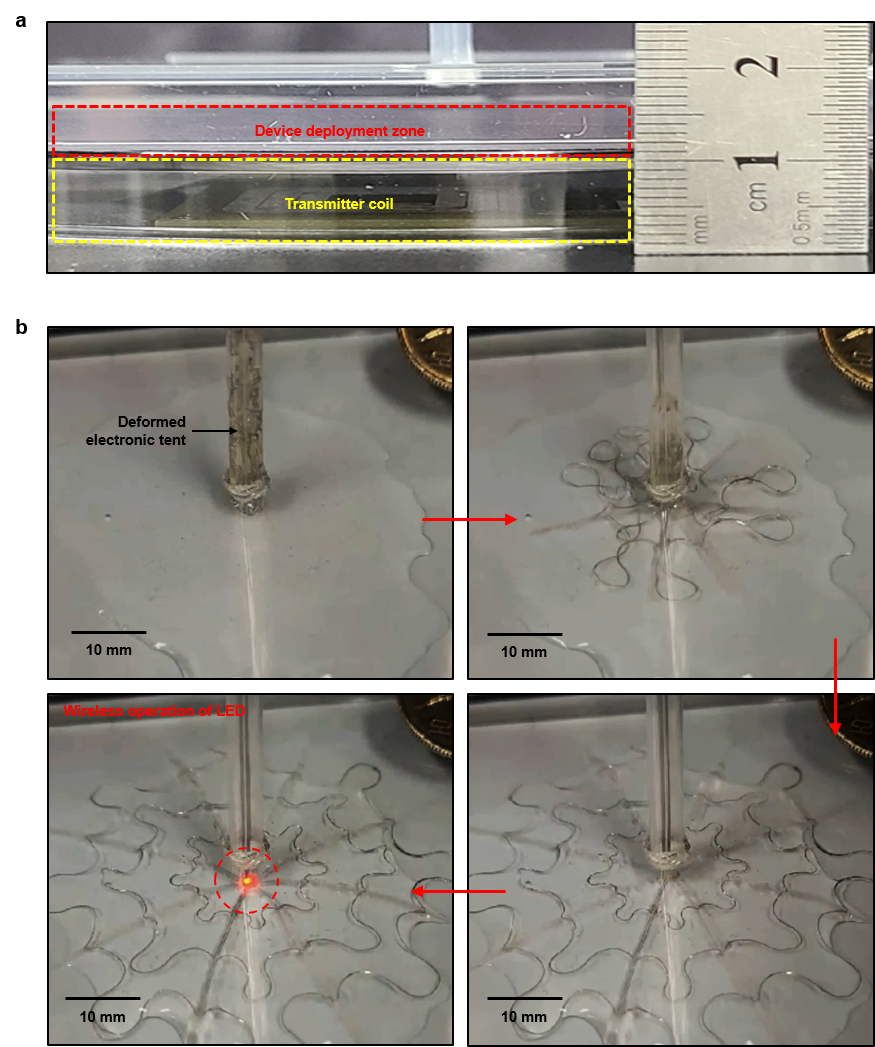 a
Device deployment zone
Transmitter coil
2
1
cm
mm
0.5mm
b
Deformed
electronic tent
10 mm
10 mm
Wireless operation of LED
10 mm
10 mm